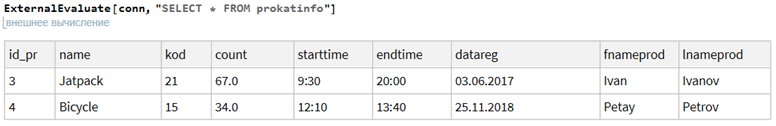 ExternalEvaluate[conn, "SELECT * FROM prokatinfo"]
внешнее вычисление
id_pr name kod count starttime endtime datareg fnameprod lnameprod
3 Jatpack 21 67.0 9:30 20:00 03.06.2017 Ivan Ivanov
4 Bicycle 15 34.0 12:10 13:40 25.11.2018 Petay Petrov